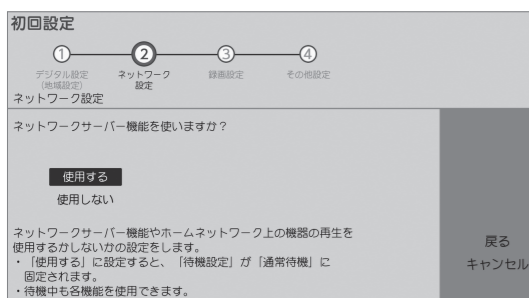 初回設定
① ② ③ ④
デジタル設定 ネットワーク 録画設定 その他設定
(地域設定) 設定
ネットワーク設定
ネットワークサーバー機能を使いますか？
使用する
使用しない
ネットワークサーバー機能やホームネットワーク上の機器の再生を
使用するかしないかの設定をします。
・「使用する」に設定すると、「待機設定」が「通常待機」に
固定されます。
・待機中も各機能を使用できます。
戻る
キャンセル